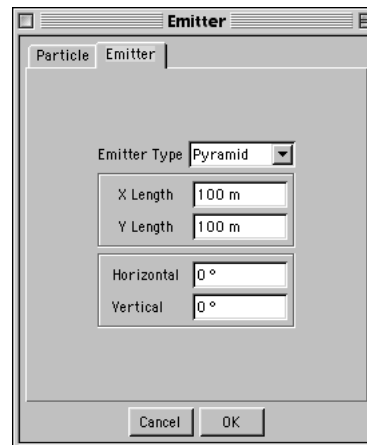 Emitter
Particle Emitter
Emitter Type Pyramid
X Length 100 m
Y Length 100 m
Horizontal 0 °
Vertical 0 °
Cancel OK